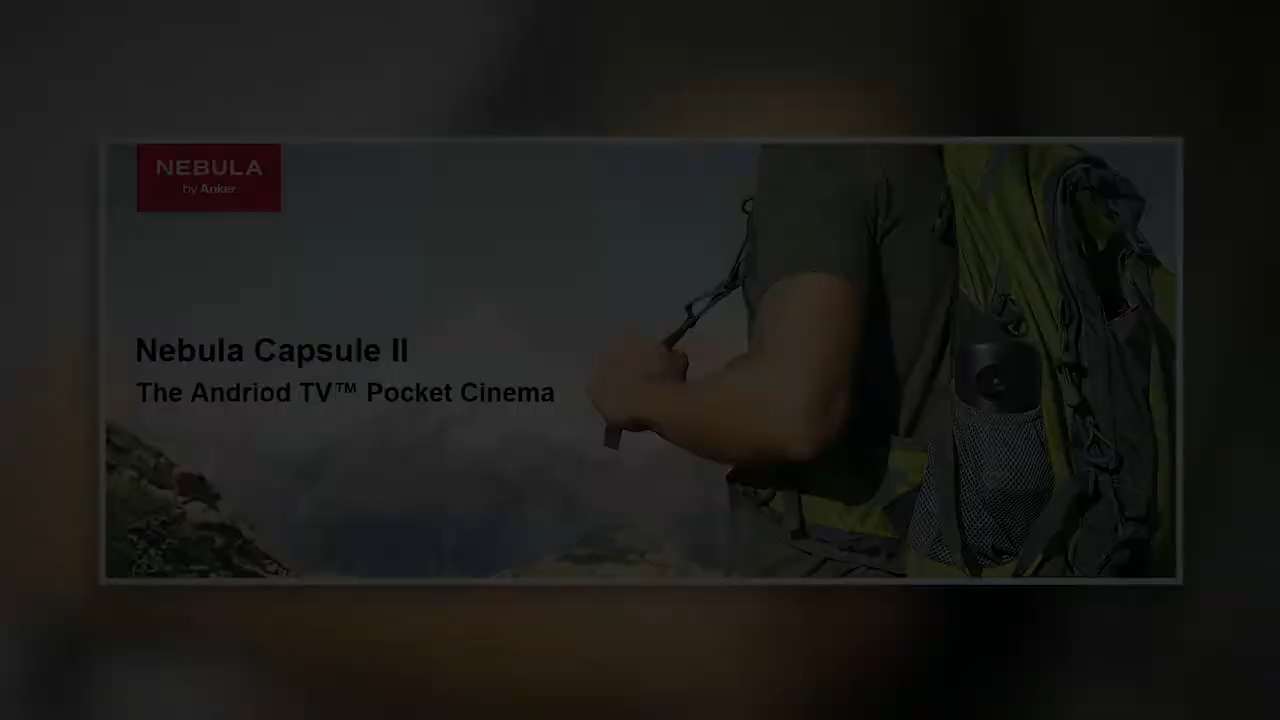 NEBULA
by Anker
Nebula Capsule II
The Andriod TV™ Pocket Cinema